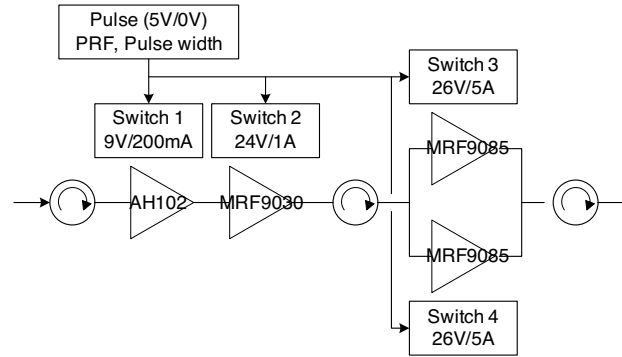 Pulse (5V/0V)
PRF, Pulse width
Switch 1
9V/200mA
Switch 2
24V/1A
Switch 3
26V/5A
AH102
MRF9030
MRF9085
MRF9085
Switch 4
26V/5A